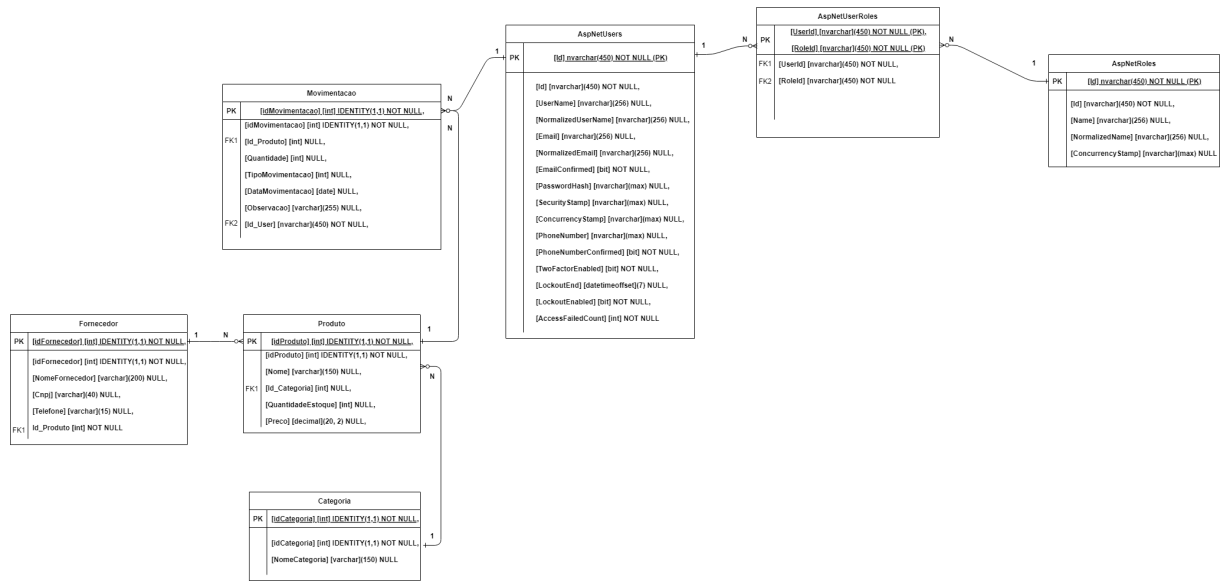 AspNetUserRoles
PK
[UserId] [nvarchar](450) NOT NULL (PK),
[RoleId] [nvarchar](450) NOT NULL (PK)
FK1
[UserId] [nvarchar](450) NOT NULL,
FK2
[RoleId] [nvarchar](450) NOT NULL
N
N
AspNetUsers
1
1
PK
[Id] nvarchar(450) NOT NULL (PK)
[Id] [nvarchar](450) NOT NULL,
[UserName] [nvarchar](256) NULL,
[NormalizedUserName] [nvarchar](256) NULL,
[Email] [nvarchar](256) NULL,
[NormalizedEmail] [nvarchar](256) NULL,
[EmailConfirmed] [bit] NOT NULL,
[PasswordHash] [nvarchar](max) NULL,
[SecurityStamp] [nvarchar](max) NULL,
[ConcurrencyStamp] [nvarchar](max) NULL,
[PhoneNumber] [nvarchar](max) NULL,
[PhoneNumberConfirmed] [bit] NOT NULL,
[TwoFactorEnabled] [bit] NOT NULL,
[LockoutEnd] [datetimeoffset](7) NULL,
[LockoutEnabled] [bit] NOT NULL,
[AccessFailedCount] [int] NOT NULL
AspNetRoles
1
PK
[Id] nvarchar(450) NOT NULL (PK)
[Id] [nvarchar](450) NOT NULL,
[Name] [nvarchar](256) NULL,
[NormalizedName] [nvarchar](256) NULL,
[ConcurrencyStamp] [nvarchar](max) NULL
Movimentacao
N
N
PK
[idMovimentacao] [int] IDENTITY(1,1) NOT NULL,
[idMovimentacao] [int] IDENTITY(1,1) NOT NULL,
FK1
[Id_Produto] [int] NULL,
[Quantidade] [int] NULL,
[TipoMovimentacao] [int] NULL,
[DataMovimentacao] [date] NULL,
[Observacao] [varchar](255) NULL,
FK2
[Id_User] [nvarchar](450) NOT NULL,
Fornecedor
1
PK
[idFornecedor] [int] IDENTITY(1,1) NOT NULL,
[idFornecedor] [int] IDENTITY(1,1) NOT NULL,
[NomeFornecedor] [varchar](200) NULL,
[Cnpj] [varchar](40) NULL,
[Telefone] [varchar](15) NULL,
FK1
Id_Produto [int] NOT NULL
Produto
N
1
PK
[idProduto] [int] IDENTITY(1,1) NOT NULL,
[idProduto] [int] IDENTITY(1,1) NOT NULL,
[Nome] [varchar](150) NULL,
FK1
[Id_Categoria] [int] NULL,
[QuantidadeEstoque] [int] NULL,
[Preco] [decimal](20, 2) NULL,
N
Categoria
PK
[idCategoria] [int] IDENTITY(1,1) NOT NULL,
[idCategoria] [int] IDENTITY(1,1) NOT NULL,
[NomeCategoria] [varchar](150) NULL
1